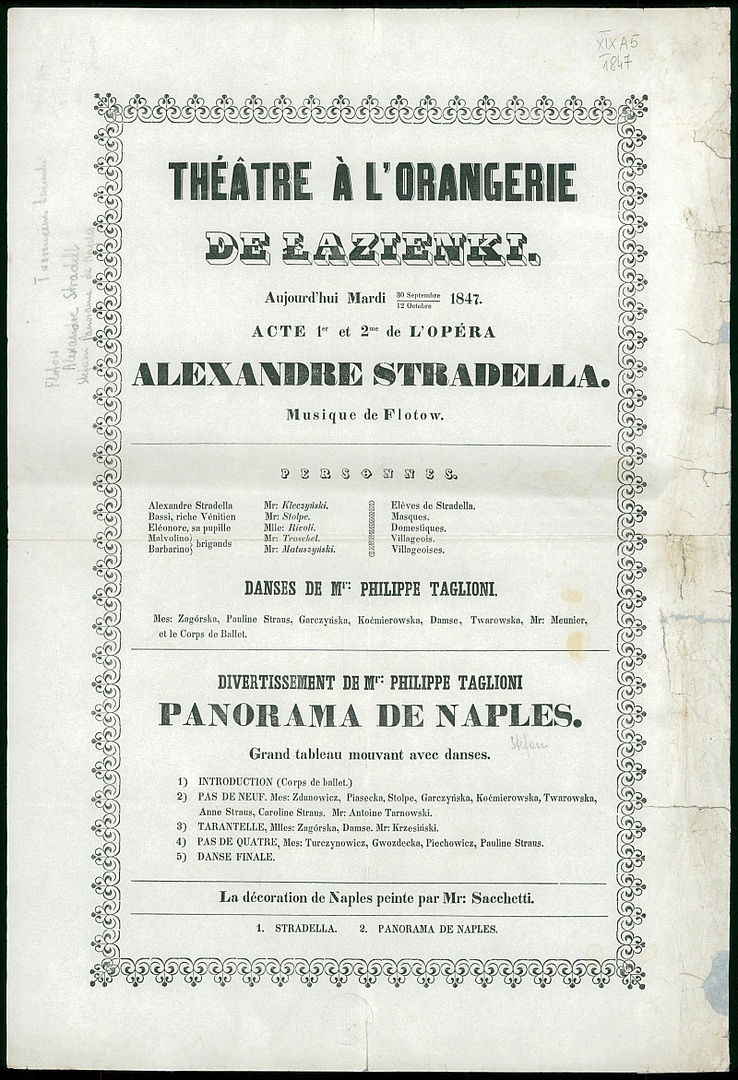 XIX A5
1847
THÉÂTRE À L'ORANGERIE
DE ŁAZIENKI.
Aujourd'hui Mardi 30 Septembre / 12 Octobre 1847.
ACTE 1er et 2me de L'OPÉRA
ALEXANDRE STRADELLA.
Musique de Flotow.
PERSONNES.
Alexandre Stradella Mr: Kleczyński. Elèves de Stradella.
Bassi, riche Vénitien Mr: Stolpe. Masques.
Eléonore, sa pupille Mlle: Rivoli. Domestiques.
Malvolino} Mr: Troschel. Villageois.
brigands
Barbarino} Mr: Matuszyński. Villageoises.
DANSES DE Mr: PHILIPPE TAGLIONI.
Mes: Zagórska, Pauline Straus, Garczyńska, Koćmierowska, Damse, Twarowska, Mr: Meunier,
et le Corps de Ballet.
DIVERTISSEMENT DE Mr: PHILIPPE TAGLIONI
PANORAMA DE NAPLES.
Stefani
Grand tableau mouvant avec danses.
1) INTRODUCTION (Corps de ballet.)
2) PAS DE NEUF. Mes: Zdanowicz, Piasecka, Stolpe, Garczyńska, Koćmierowska, Twarowska,
Anne Straus, Caroline Straus. Mr: Antoine Tarnowski.
3) TARANTELLE, Mlles: Zagórska, Damse. Mr: Krzesiński.
4) PAS DE QUATRE, Mes: Turczynowicz, Gwozdecka, Piechowicz, Pauline Straus.
5) DANSE FINALE.
La décoration de Naples peinte par Mr: Sacchetti.
1. STRADELLA. 2. PANORAMA DE NAPLES.
Flotow
Alexandre Stradell